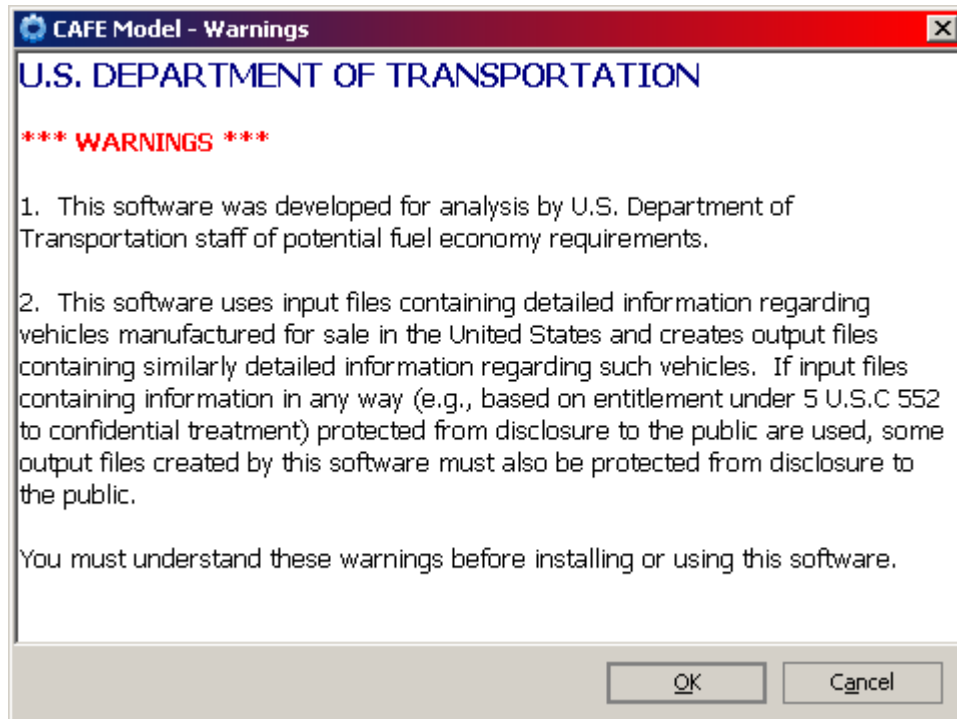 CAFE Model - Warnings
U.S. DEPARTMENT OF TRANSPORTATION
*** WARNINGS ***
1.  This software was developed for analysis by U.S. Department of
Transportation staff of potential fuel economy requirements.
2.  This software uses input files containing detailed information regarding
vehicles manufactured for sale in the United States and creates output files
containing similarly detailed information regarding such vehicles.  If input files
containing information in any way (e.g., based on entitlement under 5 U.S.C 552
to confidential treatment) protected from disclosure to the public are used, some
output files created by this software must also be protected from disclosure to
the public.
You must understand these warnings before installing or using this software.
OK
Cancel